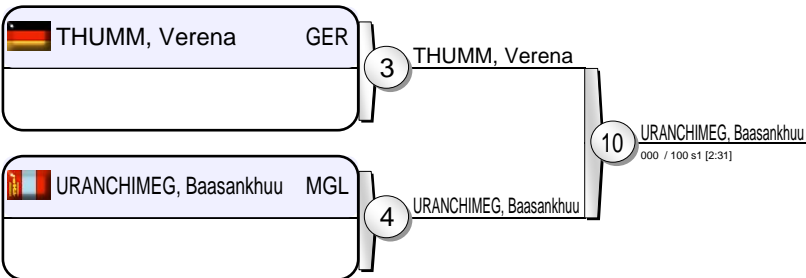 THUMM, Verena GER
3
THUMM, Verena
10
URANCHIMEG, Baasankhuu
000 / 100 s1 [2:31]
URANCHIMEG, Baasankhuu MGL
4
URANCHIMEG, Baasankhuu